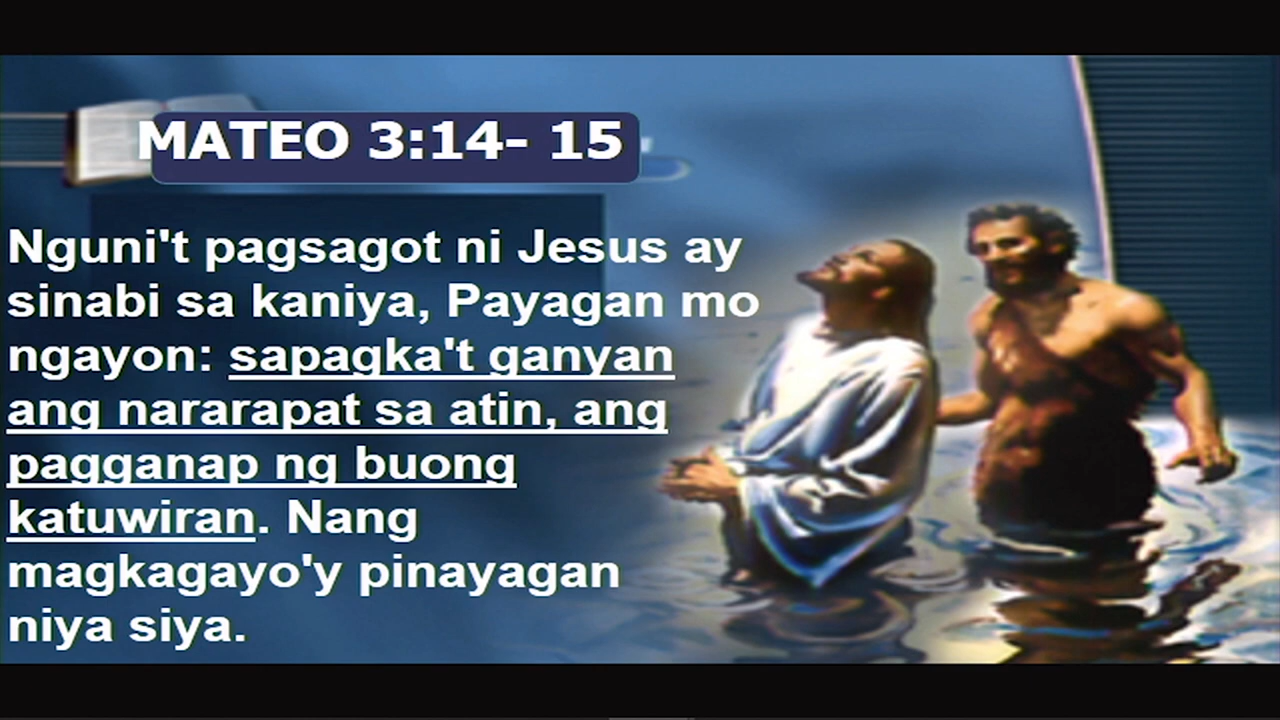 MATEO 3:14- 15
Nguni't pagsagot ni Jesus ay
sinabi sa kaniya, Payagan mo
ngayon: sapagka't ganyan
ang nararapat sa atin, ang
pagganap ng buong
katuwiran. Nang
magkagayo'y pinayagan
niya siya.